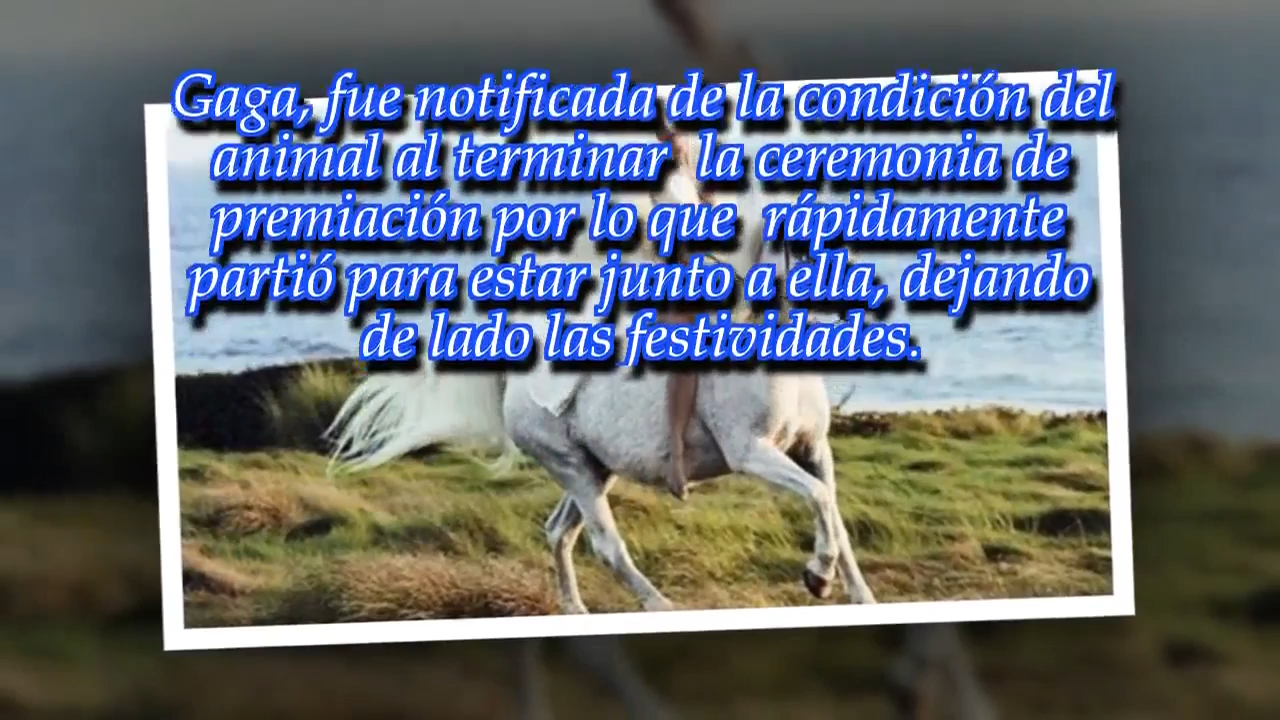 Gaga, fue notificada de la condición del
animal al terminar la ceremonia de
premiación por lo que rápidamente
partió para estar junto a ella, dejando
de lado las festividades.